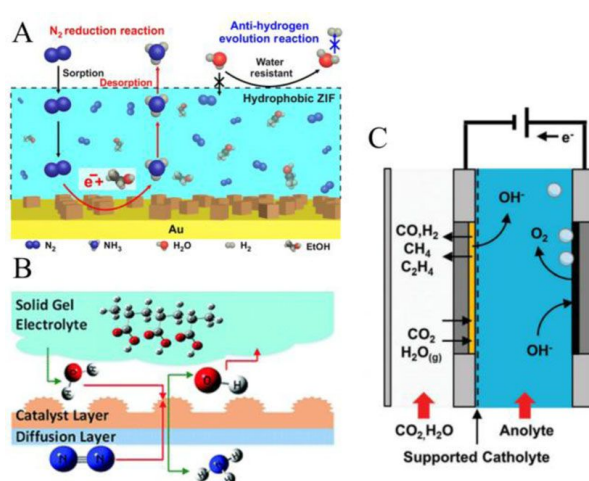 A
N₂ reduction reaction
Anti-hydrogen
evolution reaction
Sorption
Desorption
Water
resistant
Hydrophobic ZIF
e⁻+
Au
N₂ NH₃ H₂O H₂ EtOH
B
Solid Gel
Electrolyte
H
Catalyst Layer
Diffusion Layer
N N
N
C
e⁻
OH⁻
CO,H₂
CH₄
C₂H₄
O₂
CO₂
H₂O(g)
OH⁻
CO₂,H₂O
Anolyte
Supported Catholyte